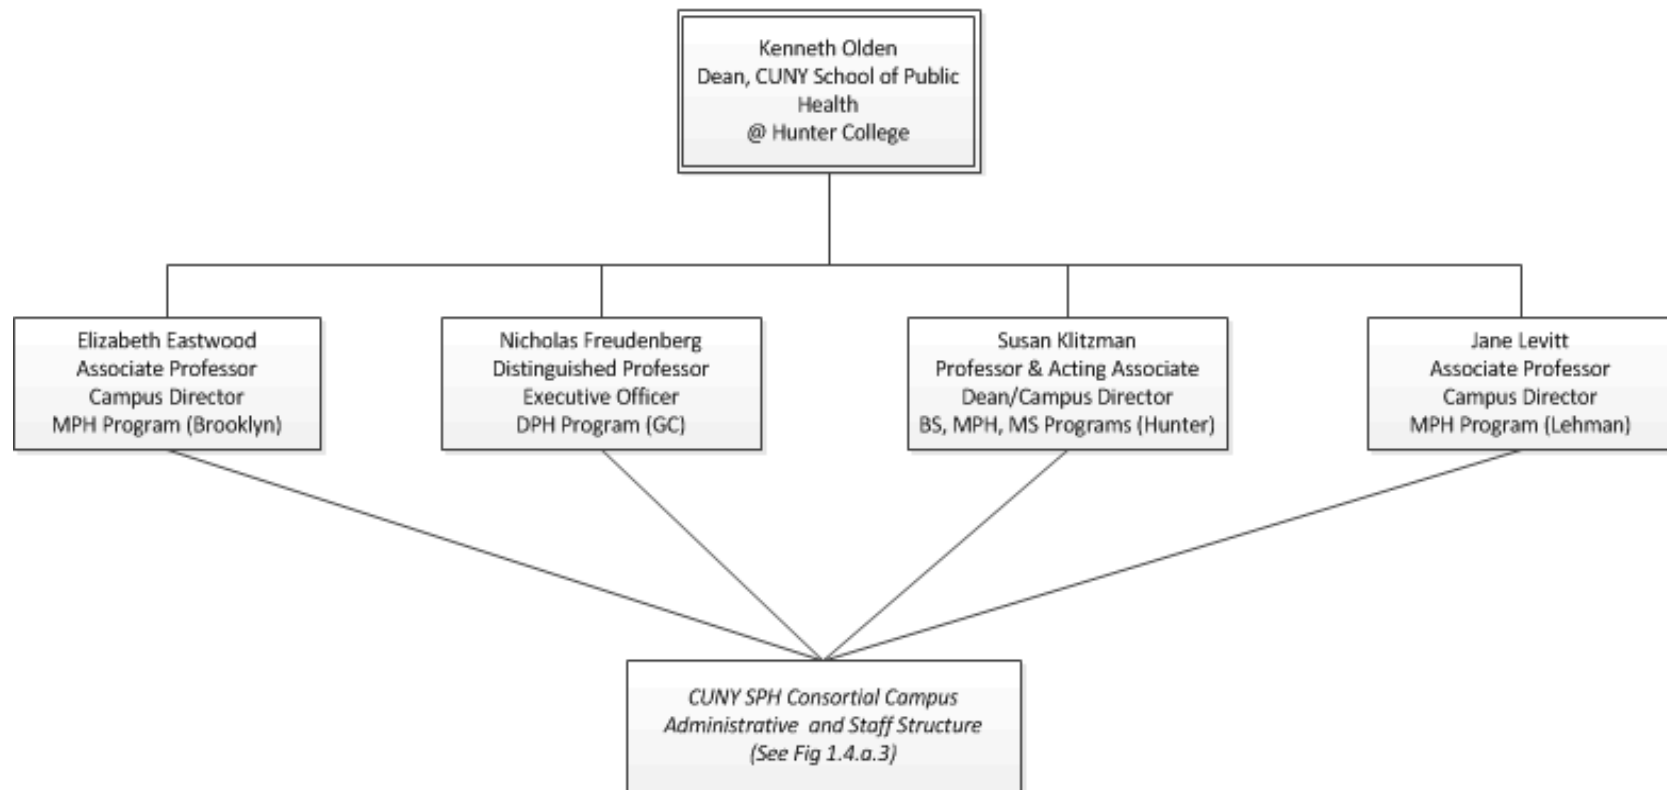 Kenneth Olden
Dean, CUNY School of Public
Health
@ Hunter College
Elizabeth Eastwood
Associate Professor
Campus Director
MPH Program (Brooklyn)
Nicholas Freudenberg
Distinguished Professor
Executive Officer
DPH Program (GC)
Susan Klitzman
Professor & Acting Associate
Dean/Campus Director
BS, MPH, MS Programs (Hunter)
Jane Levitt
Associate Professor
Campus Director
MPH Program (Lehman)
CUNY SPH Consortial Campus
Administrative and Staff Structure
(See Fig 1.4.a.3)